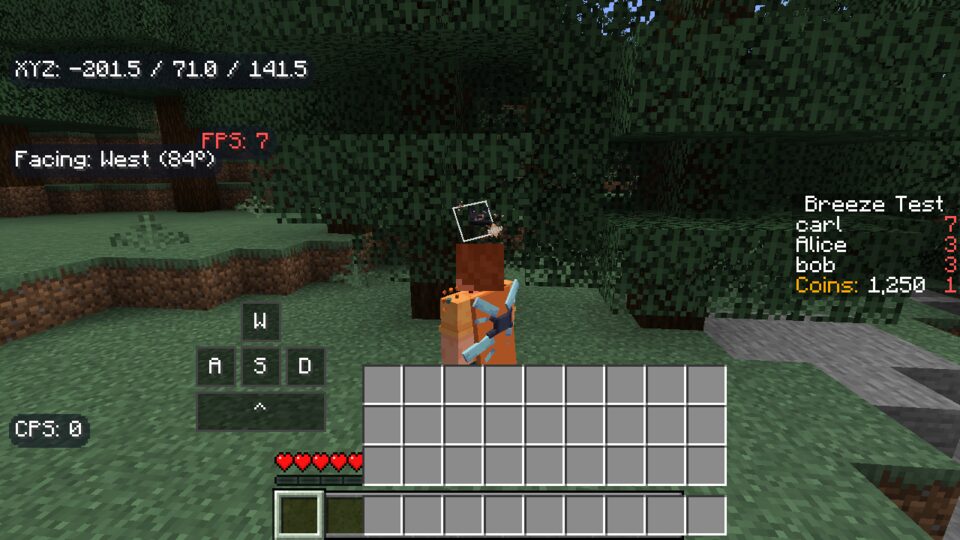 XYZ: -201.5 / 71.0 / 141.5
FPS: 7
Facing: West (84°)
Breeze Test
carl 7
Alice 3
bob 3
Coins: 1,250 1
W
A S D
^
CPS: 0